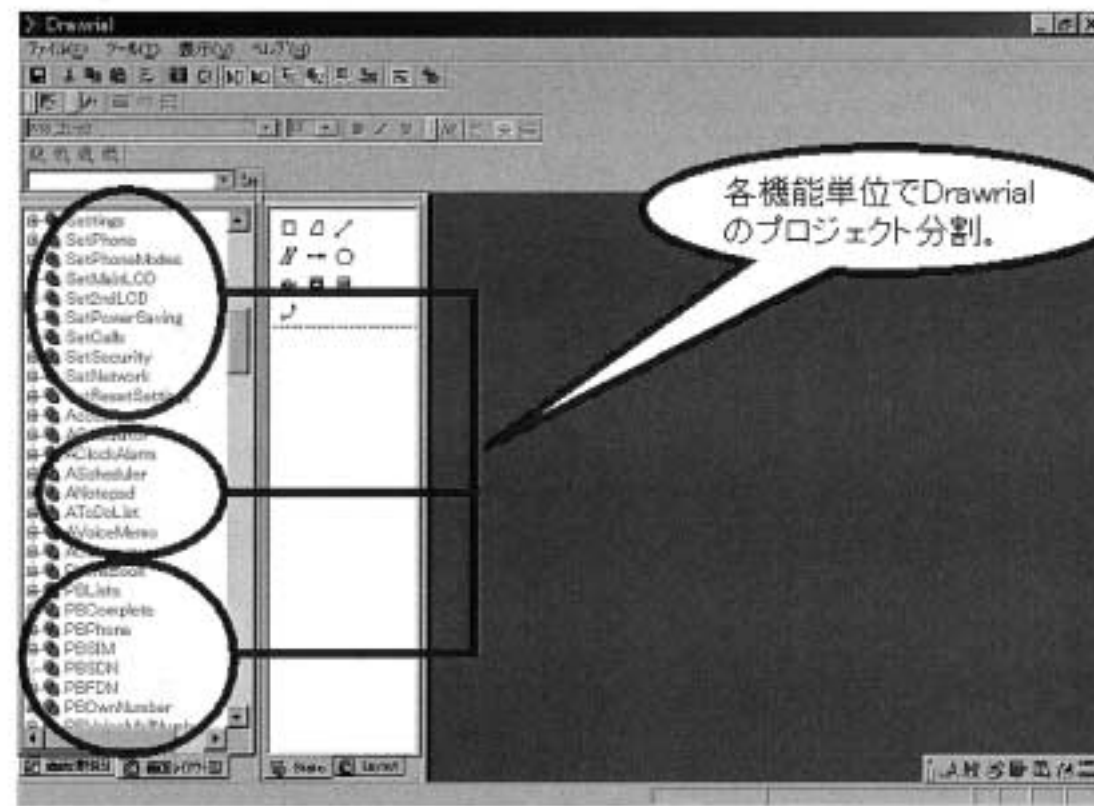 Drawrial
ファイル(F) ツール(T) 表示(V) ヘルプ(H)
各機能単位でDrawrial
のプロジェクト分割。
Settings
SetPhone
SetPhoneModes
SetMainLCD
Set2ndLCD
SetPowerSaving
SetCalls
SetSecurity
SetNetwork
SetResetSettings
AClockAlarm
AScheduler
ANotepad
AToDoList
AVoiceMemo
PhoneBook
PBLists
PBComplete
PBPhone
PBSIM
PBSDN
PBFDN
PBOwnNumber
State Layout